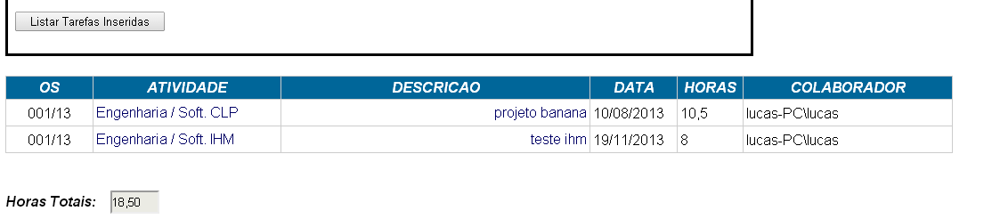 Listar Tarefas Inseridas
OS ATIVIDADE DESCRICAO DATA HORAS COLABORADOR
001/13 Engenharia / Soft. CLP projeto banana 10/08/2013 10,5 lucas-PC\lucas
001/13 Engenharia / Soft. IHM teste ihm 19/11/2013 8 lucas-PC\lucas
Horas Totais: 18,50